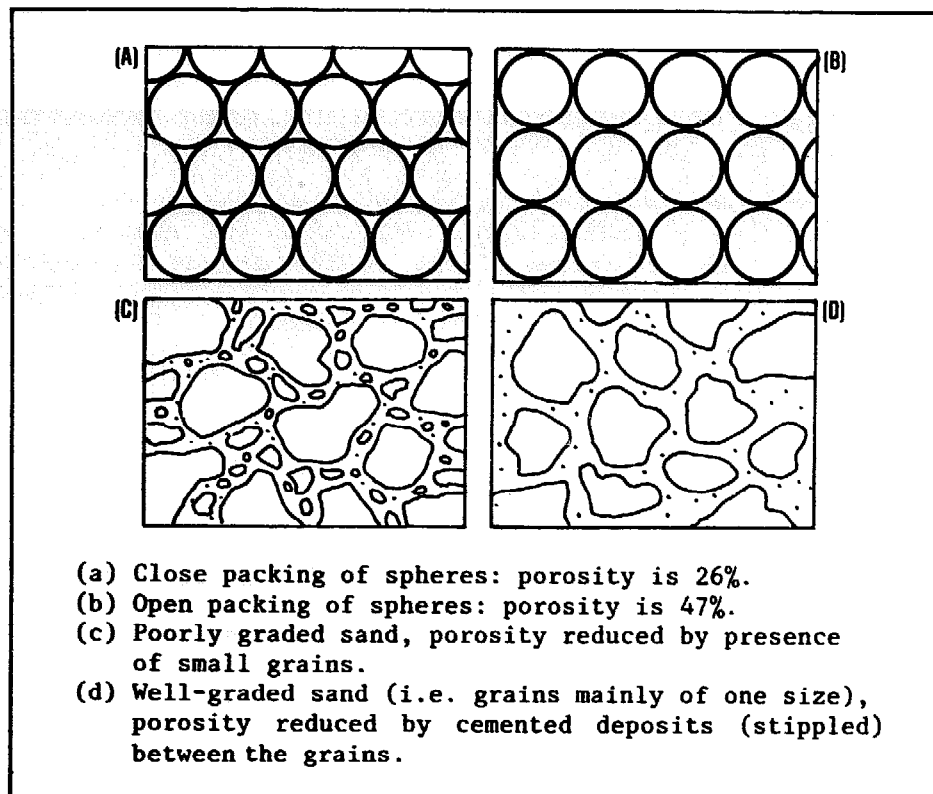 (A)
(B)
(C)
(D)
(a) Close packing of spheres: porosity is 26%.
(b) Open packing of spheres: porosity is 47%.
(c) Poorly graded sand, porosity reduced by presence
of small grains.
(d) Well-graded sand (i.e. grains mainly of one size),
porosity reduced by cemented deposits (stippled)
between the grains.